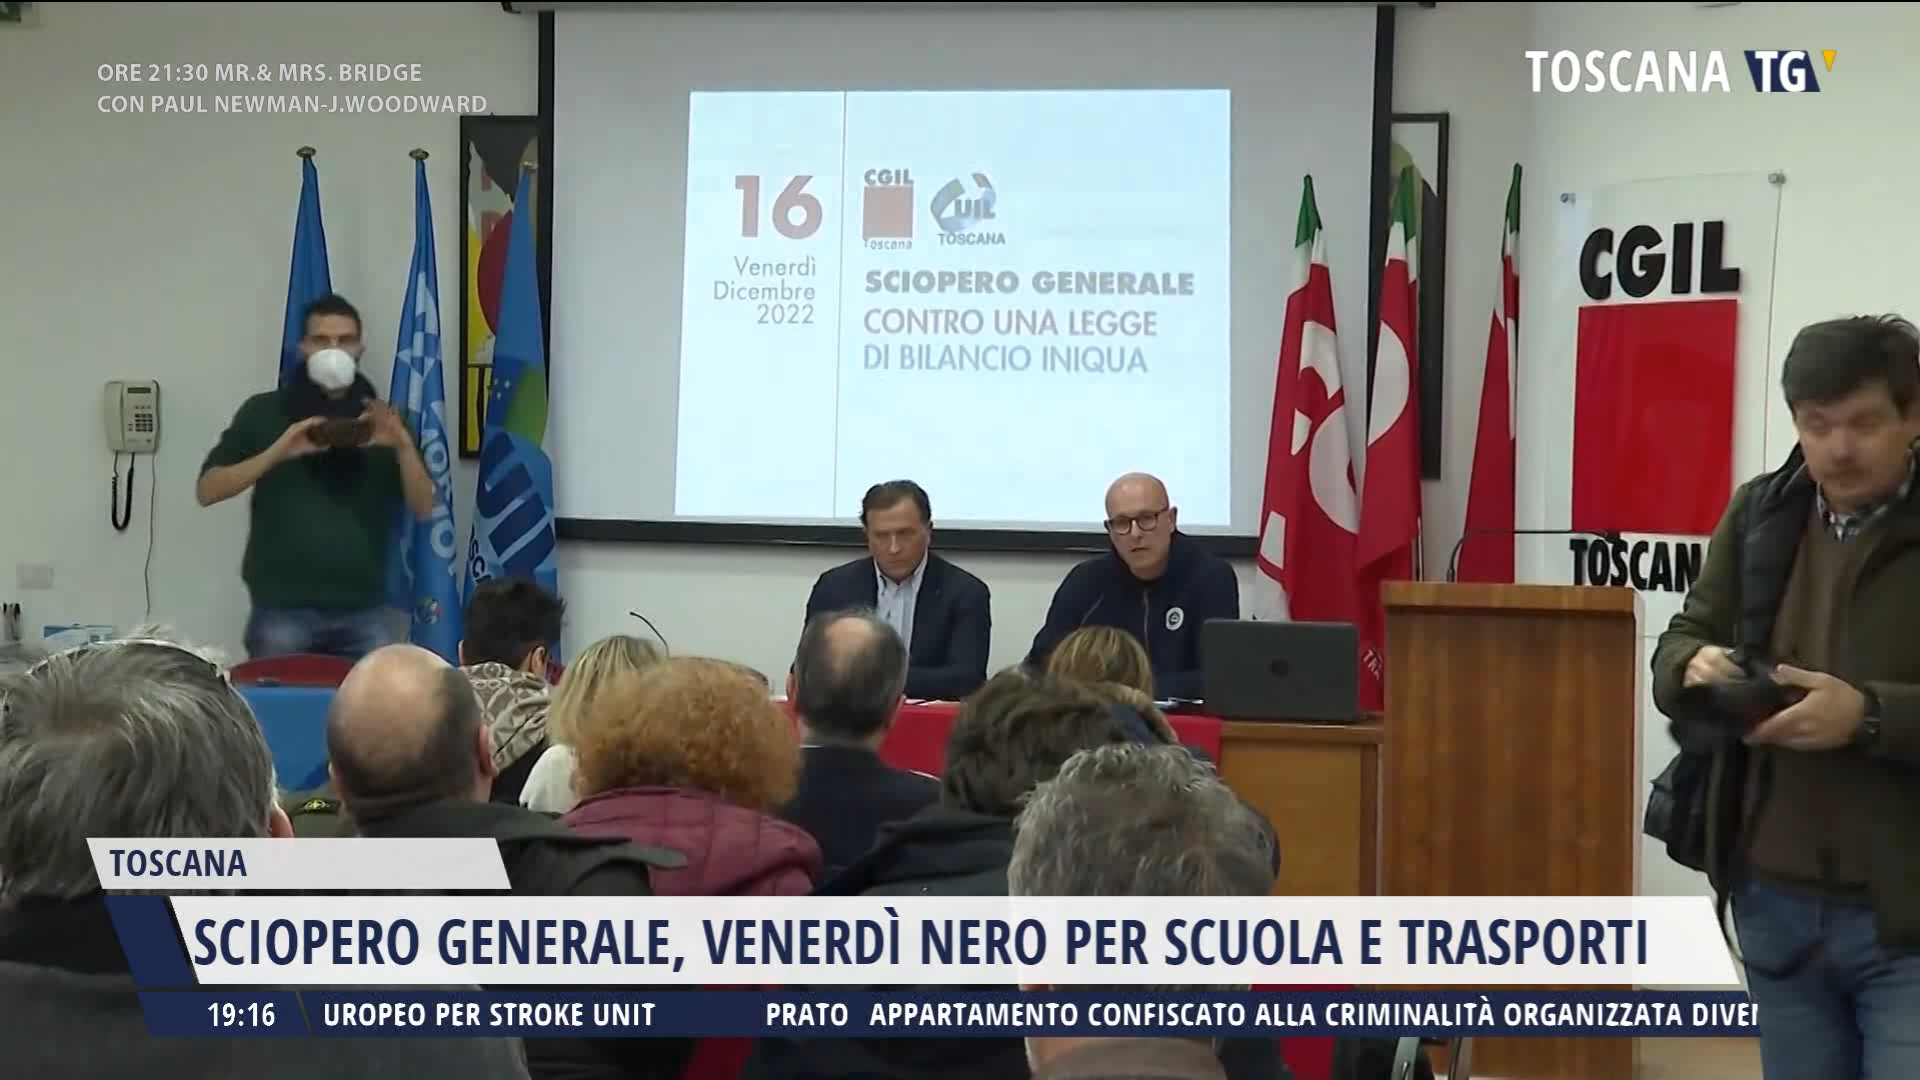 ORE 21:30 MR.& MRS. BRIDGE
CON PAUL NEWMAN-J.WOODWARD
TOSCANA TG
16
Venerdì
Dicembre
2022
CGIL
Toscana
UIL
TOSCANA
SCIOPERO GENERALE
CONTRO UNA LEGGE
DI BILANCIO INIQUA
CGIL
TOSCAN
UIL
TOSCANA
SCIOPERO GENERALE, VENERDÌ NERO PER SCUOLA E TRASPORTI
19:16 UROPEO PER STROKE UNIT PRATO APPARTAMENTO CONFISCATO ALLA CRIMINALITÀ ORGANIZZATA DIVEN